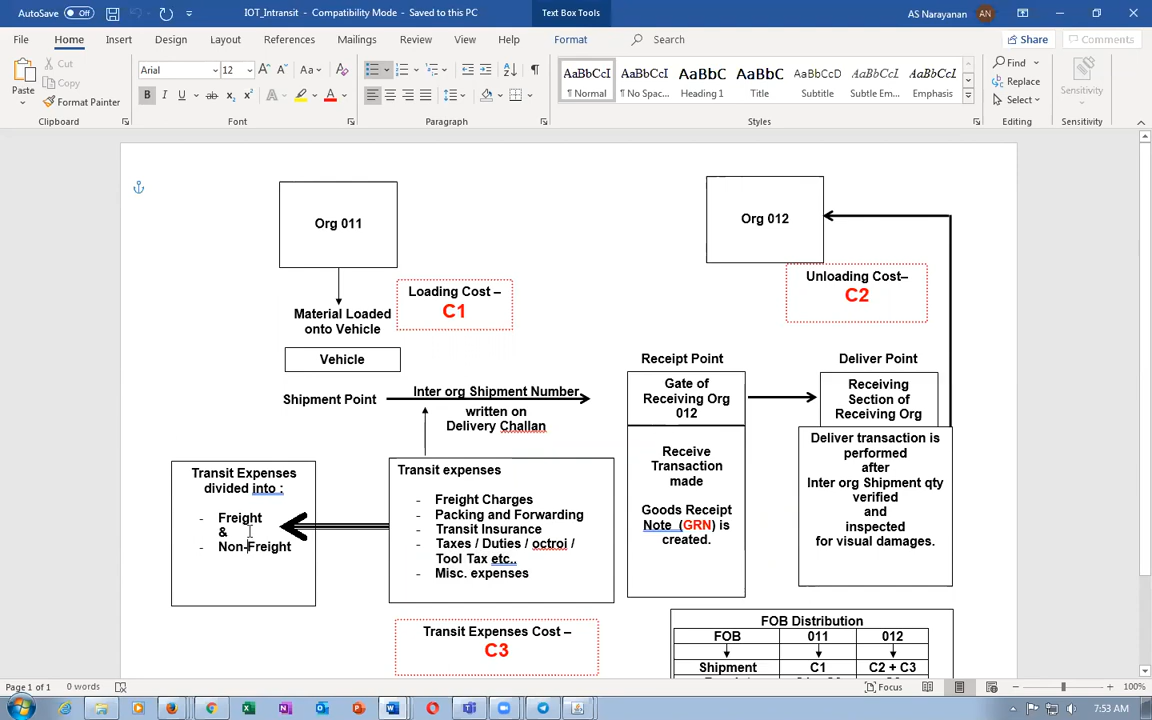 AutoSave Off
IOT_Intransit - Compatibility Mode - Saved to this PC
Text Box Tools
AS Narayanan AN
File Home Insert Design Layout References Mailings Review View Help Format Search Share Comments
Paste
Cut
Copy
Format Painter
Clipboard
Arial 12
Font
Paragraph
AaBbCcI AaBbCcI AaBbC AaBbC AaBbCcD AaBbCcI AaBbCcI
¶ Normal ¶ No Spac... Heading 1 Title Subtitle Subtle Em... Emphasis
Styles
Find
Replace
Select
Editing
Sensitivity
Sensitivity
Org 011
Org 012
Loading Cost –
C1
Unloading Cost–
C2
Material Loaded
onto Vehicle
Vehicle
Shipment Point
Inter org Shipment Number
written on
Delivery Challan
Receipt Point
Gate of
Receiving Org
012
Deliver Point
Receiving
Section of
Receiving Org
Receive
Transaction
made
Goods Receipt
Note (GRN) is
created.
Deliver transaction is
performed
after
Inter org Shipment qty
verified
and
inspected
for visual damages.
Transit Expenses
divided into :
- Freight
&
- Non-Freight
Transit expenses
- Freight Charges
- Packing and Forwarding
- Transit Insurance
- Taxes / Duties / octroi /
Tool Tax etc..
- Misc. expenses
Transit Expenses Cost –
C3
FOB Distribution
FOB 011 012
Shipment C1 C2 + C3
Page 1 of 1 0 words
Focus
100%
7:53 AM